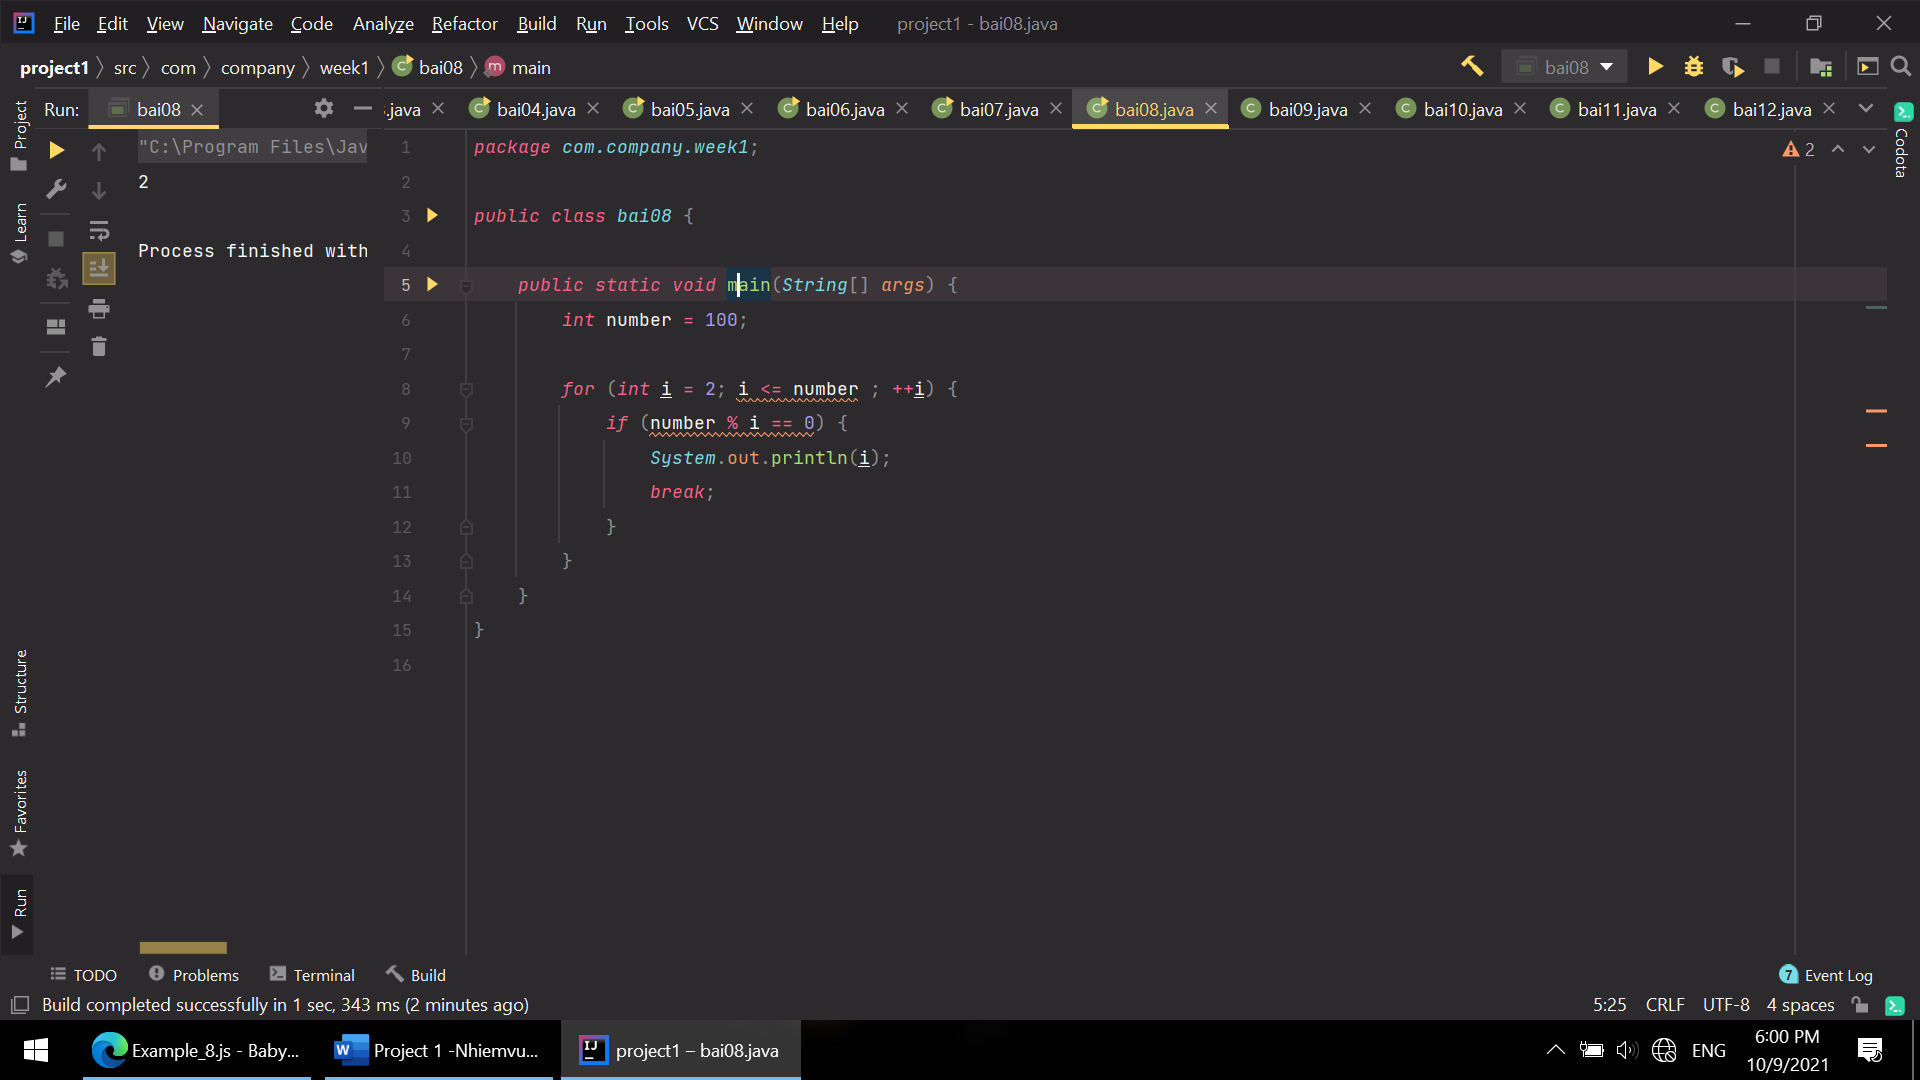 File Edit View Navigate Code Analyze Refactor Build Run Tools VCS Window Help project1 - bai08.java
project1 src com company week1 bai08 main bai08
Run: bai08 .java bai04.java bai05.java bai06.java bai07.java bai08.java bai09.java bai10.java bai11.java bai12.java
Project
Learn
Structure
Favorites
Run
Codota
"C:\Program Files\Jav
2
Process finished with
1 package com.company.week1;
2
3 public class bai08 {
4
5 public static void main(String[] args) {
6 int number = 100;
7
8 for (int i = 2; i <= number ; ++i) {
9 if (number % i == 0) {
10 System.out.println(i);
11 break;
12 }
13 }
14 }
15 }
16
2
TODO Problems Terminal Build 7 Event Log
Build completed successfully in 1 sec, 343 ms (2 minutes ago) 5:25 CRLF UTF-8 4 spaces
Example_8.js - Baby... Project 1 -Nhiemvu... project1 – bai08.java ENG 6:00 PM
10/9/2021